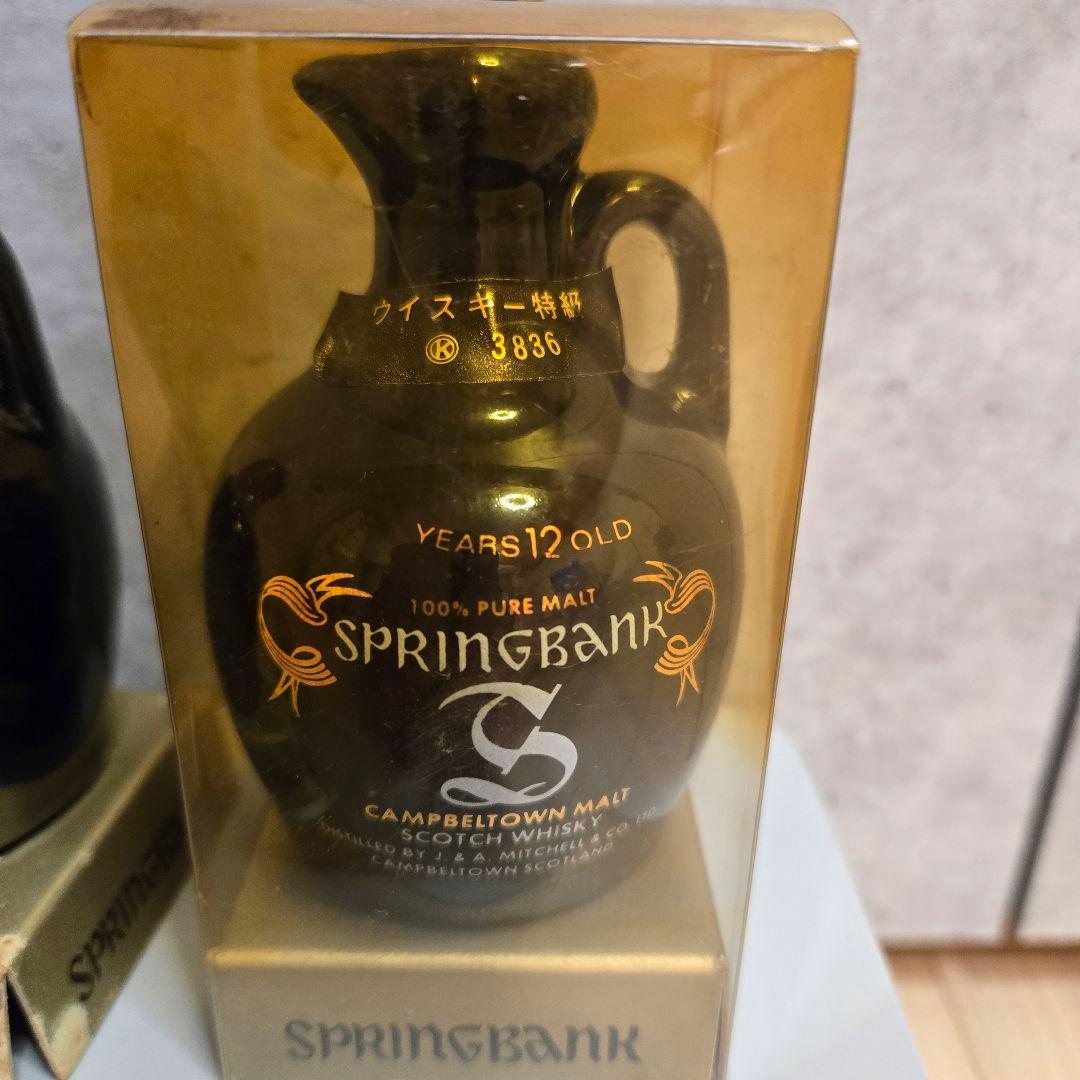 ウイスキー特級
Ⓚ 3836
YEARS 12 OLD
100% PURE MALT
SPRINGBANK
S
CAMPBELTOWN MALT
SCOTCH WHISKY
DISTILLED BY J. & A. MITCHELL & CO. LTD.
CAMPBELTOWN SCOTLAND
SPRINGBANK
SPRINGBANK